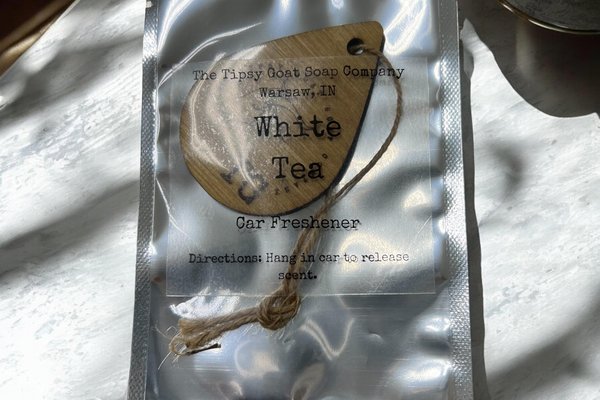 The Tipsy Goat Soap Company
Warsaw, IN
White
Tea
Car Freshener
Directions: Hang in car to release
scent.